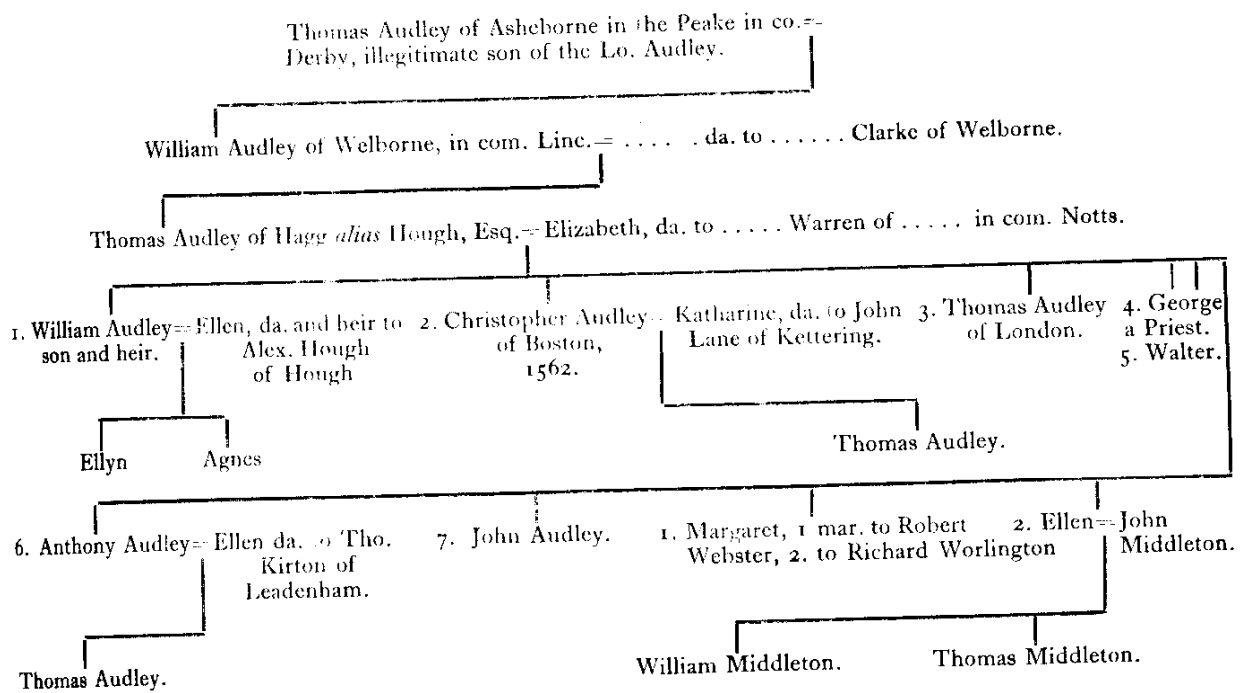 Thomas Audley of Asheborne in the Peake in co.=
Derby, illegitimate son of the Lo. Audley.
William Audley of Welborne, in com. Linc.= . . . . . da. to . . . . . . Clarke of Welborne.
Thomas Audley of Hagg alias Hough, Esq.=Elizabeth, da. to . . . . . Warren of . . . . . in com. Notts.
1. William Audley=Ellen, da. and heir to
son and heir. Alex. Hough
of Hough
2. Christopher Audley=Katharine, da. to John
of Boston, Lane of Kettering.
1562.
3. Thomas Audley
of London.
4. George
a Priest.
5. Walter.
Ellyn Agnes
Thomas Audley.
6. Anthony Audley=Ellen da. to Tho.
Kirton of
Leadenham.
7. John Audley.
1. Margaret, 1 mar. to Robert
Webster, 2. to Richard Worlington
2. Ellen=John
Middleton.
Thomas Audley.
William Middleton.
Thomas Middleton.